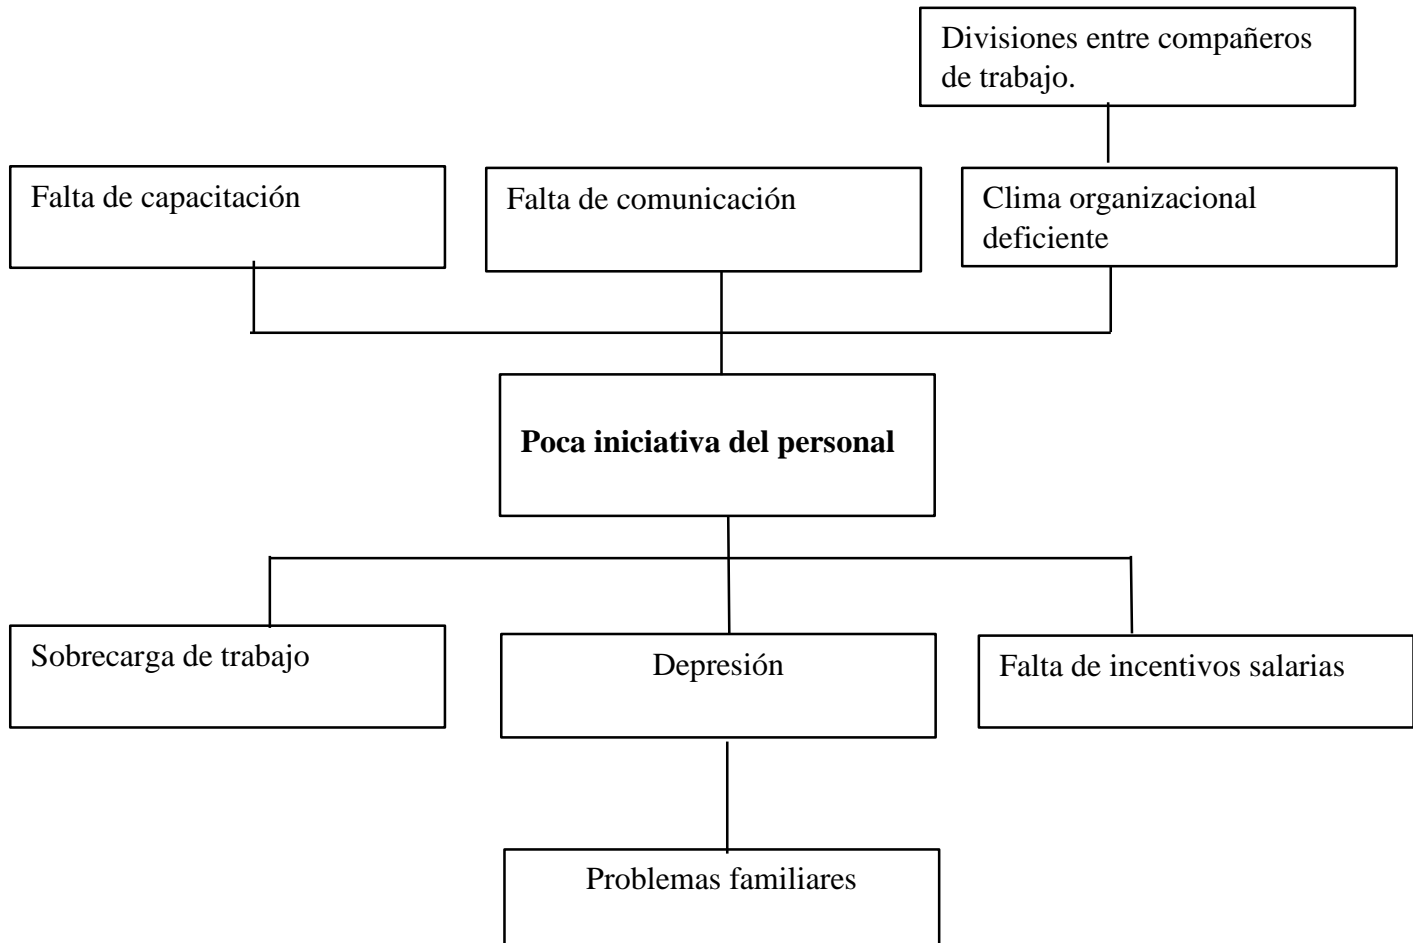 Divisiones entre compañeros
de trabajo.
Falta de capacitación
Falta de comunicación
Clima organizacional
deficiente
Poca iniciativa del personal
Sobrecarga de trabajo
Depresión
Falta de incentivos salarias
Problemas familiares